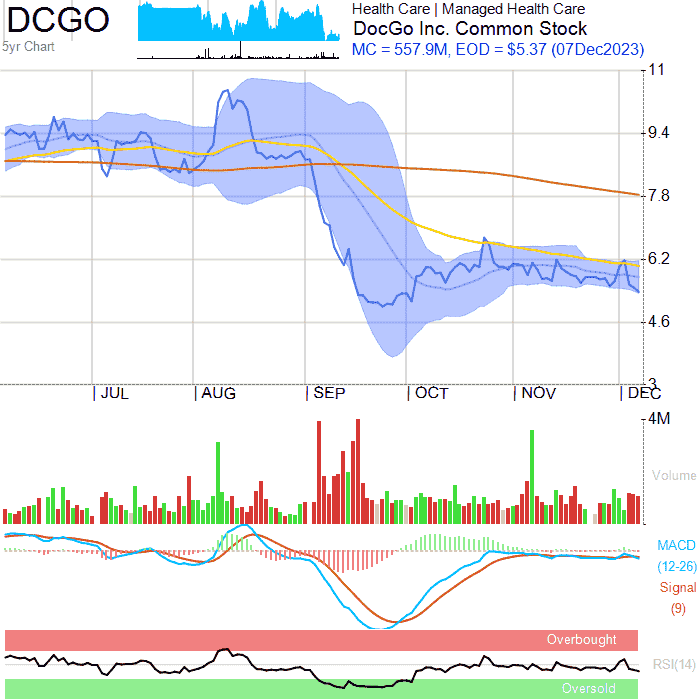 DCGO
5yr Chart
Health Care | Managed Health Care
DocGo Inc. Common Stock
MC = 557.9M, EOD = $5.37 (07Dec2023)
11
9.4
7.8
6.2
4.6
3
JUL AUG SEP OCT NOV DEC
4M
Volume
MACD
(12-26)
Signal
(9)
Overbought
RSI(14)
Oversold